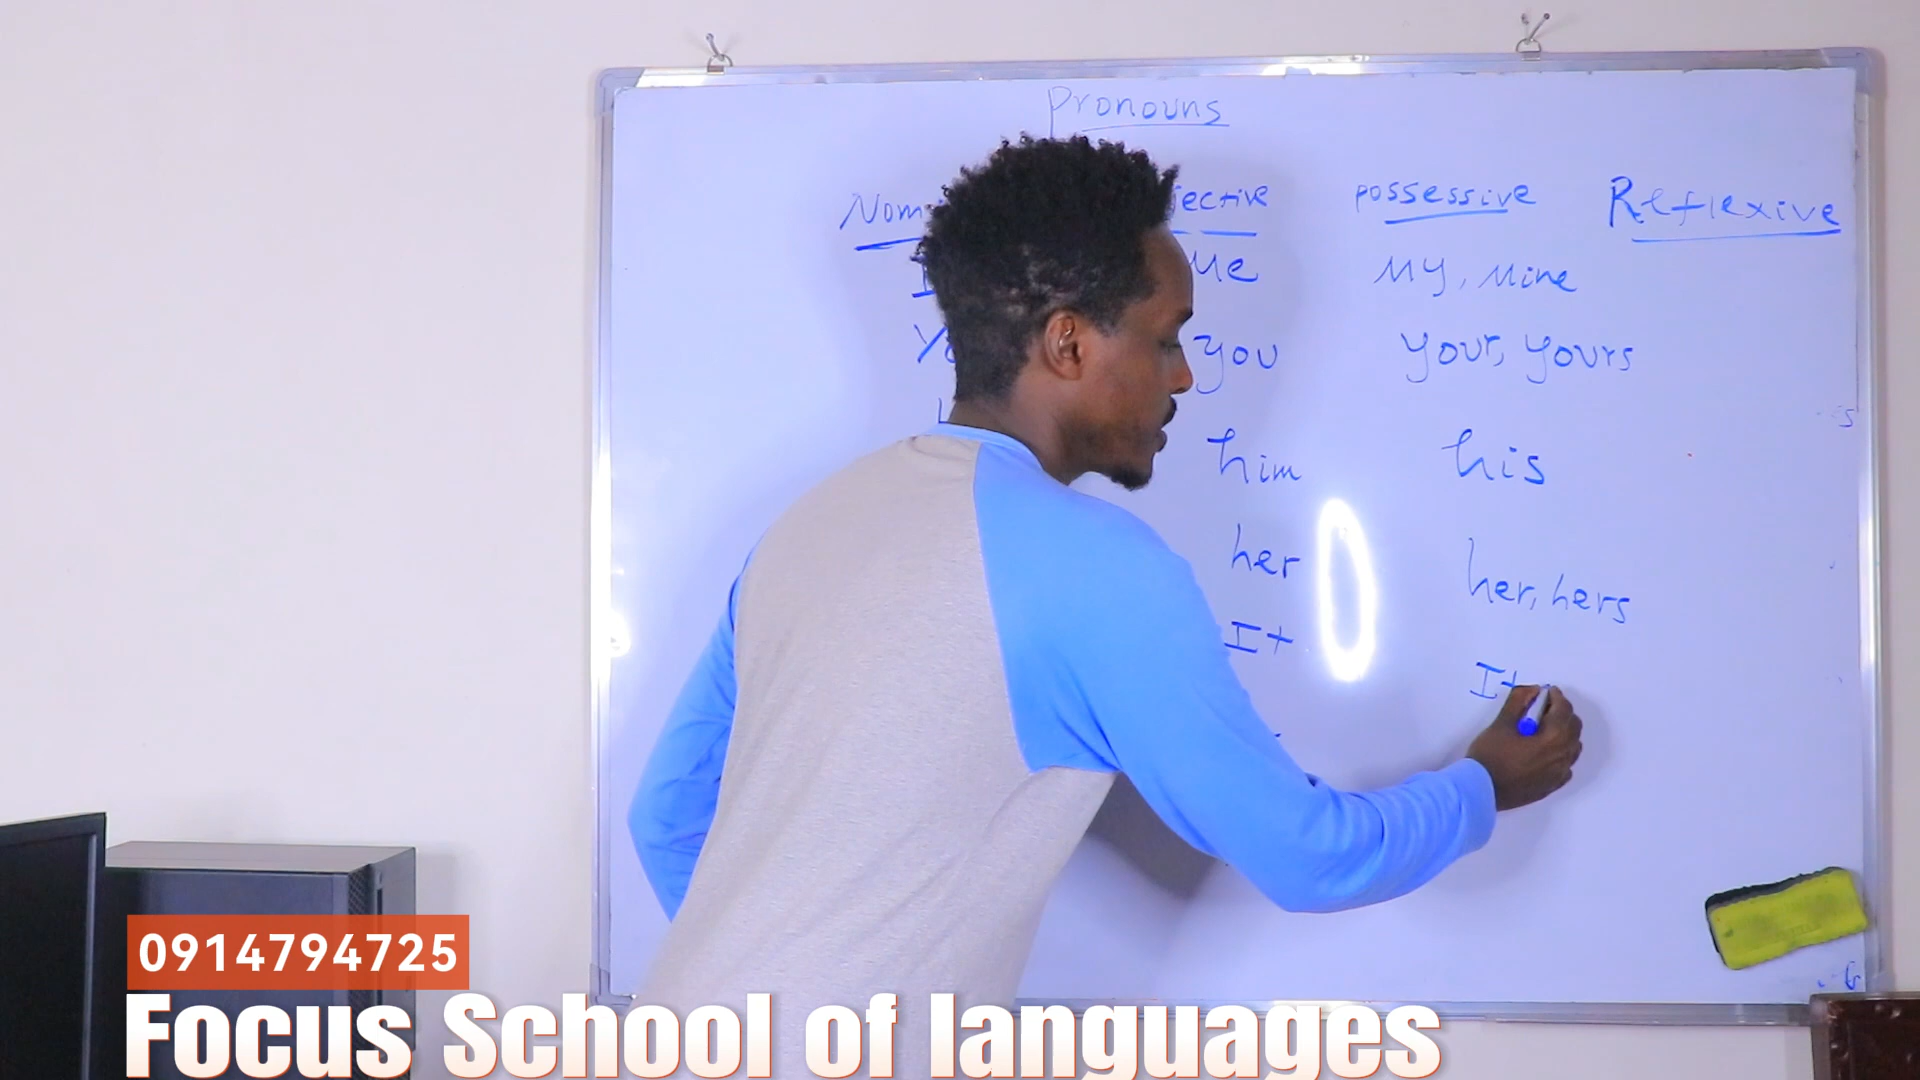 Pronouns
possessive Reflexive
Me My, Mine
you your, yours
him his
her her, hers
It It
0914794725
Focus School of languages